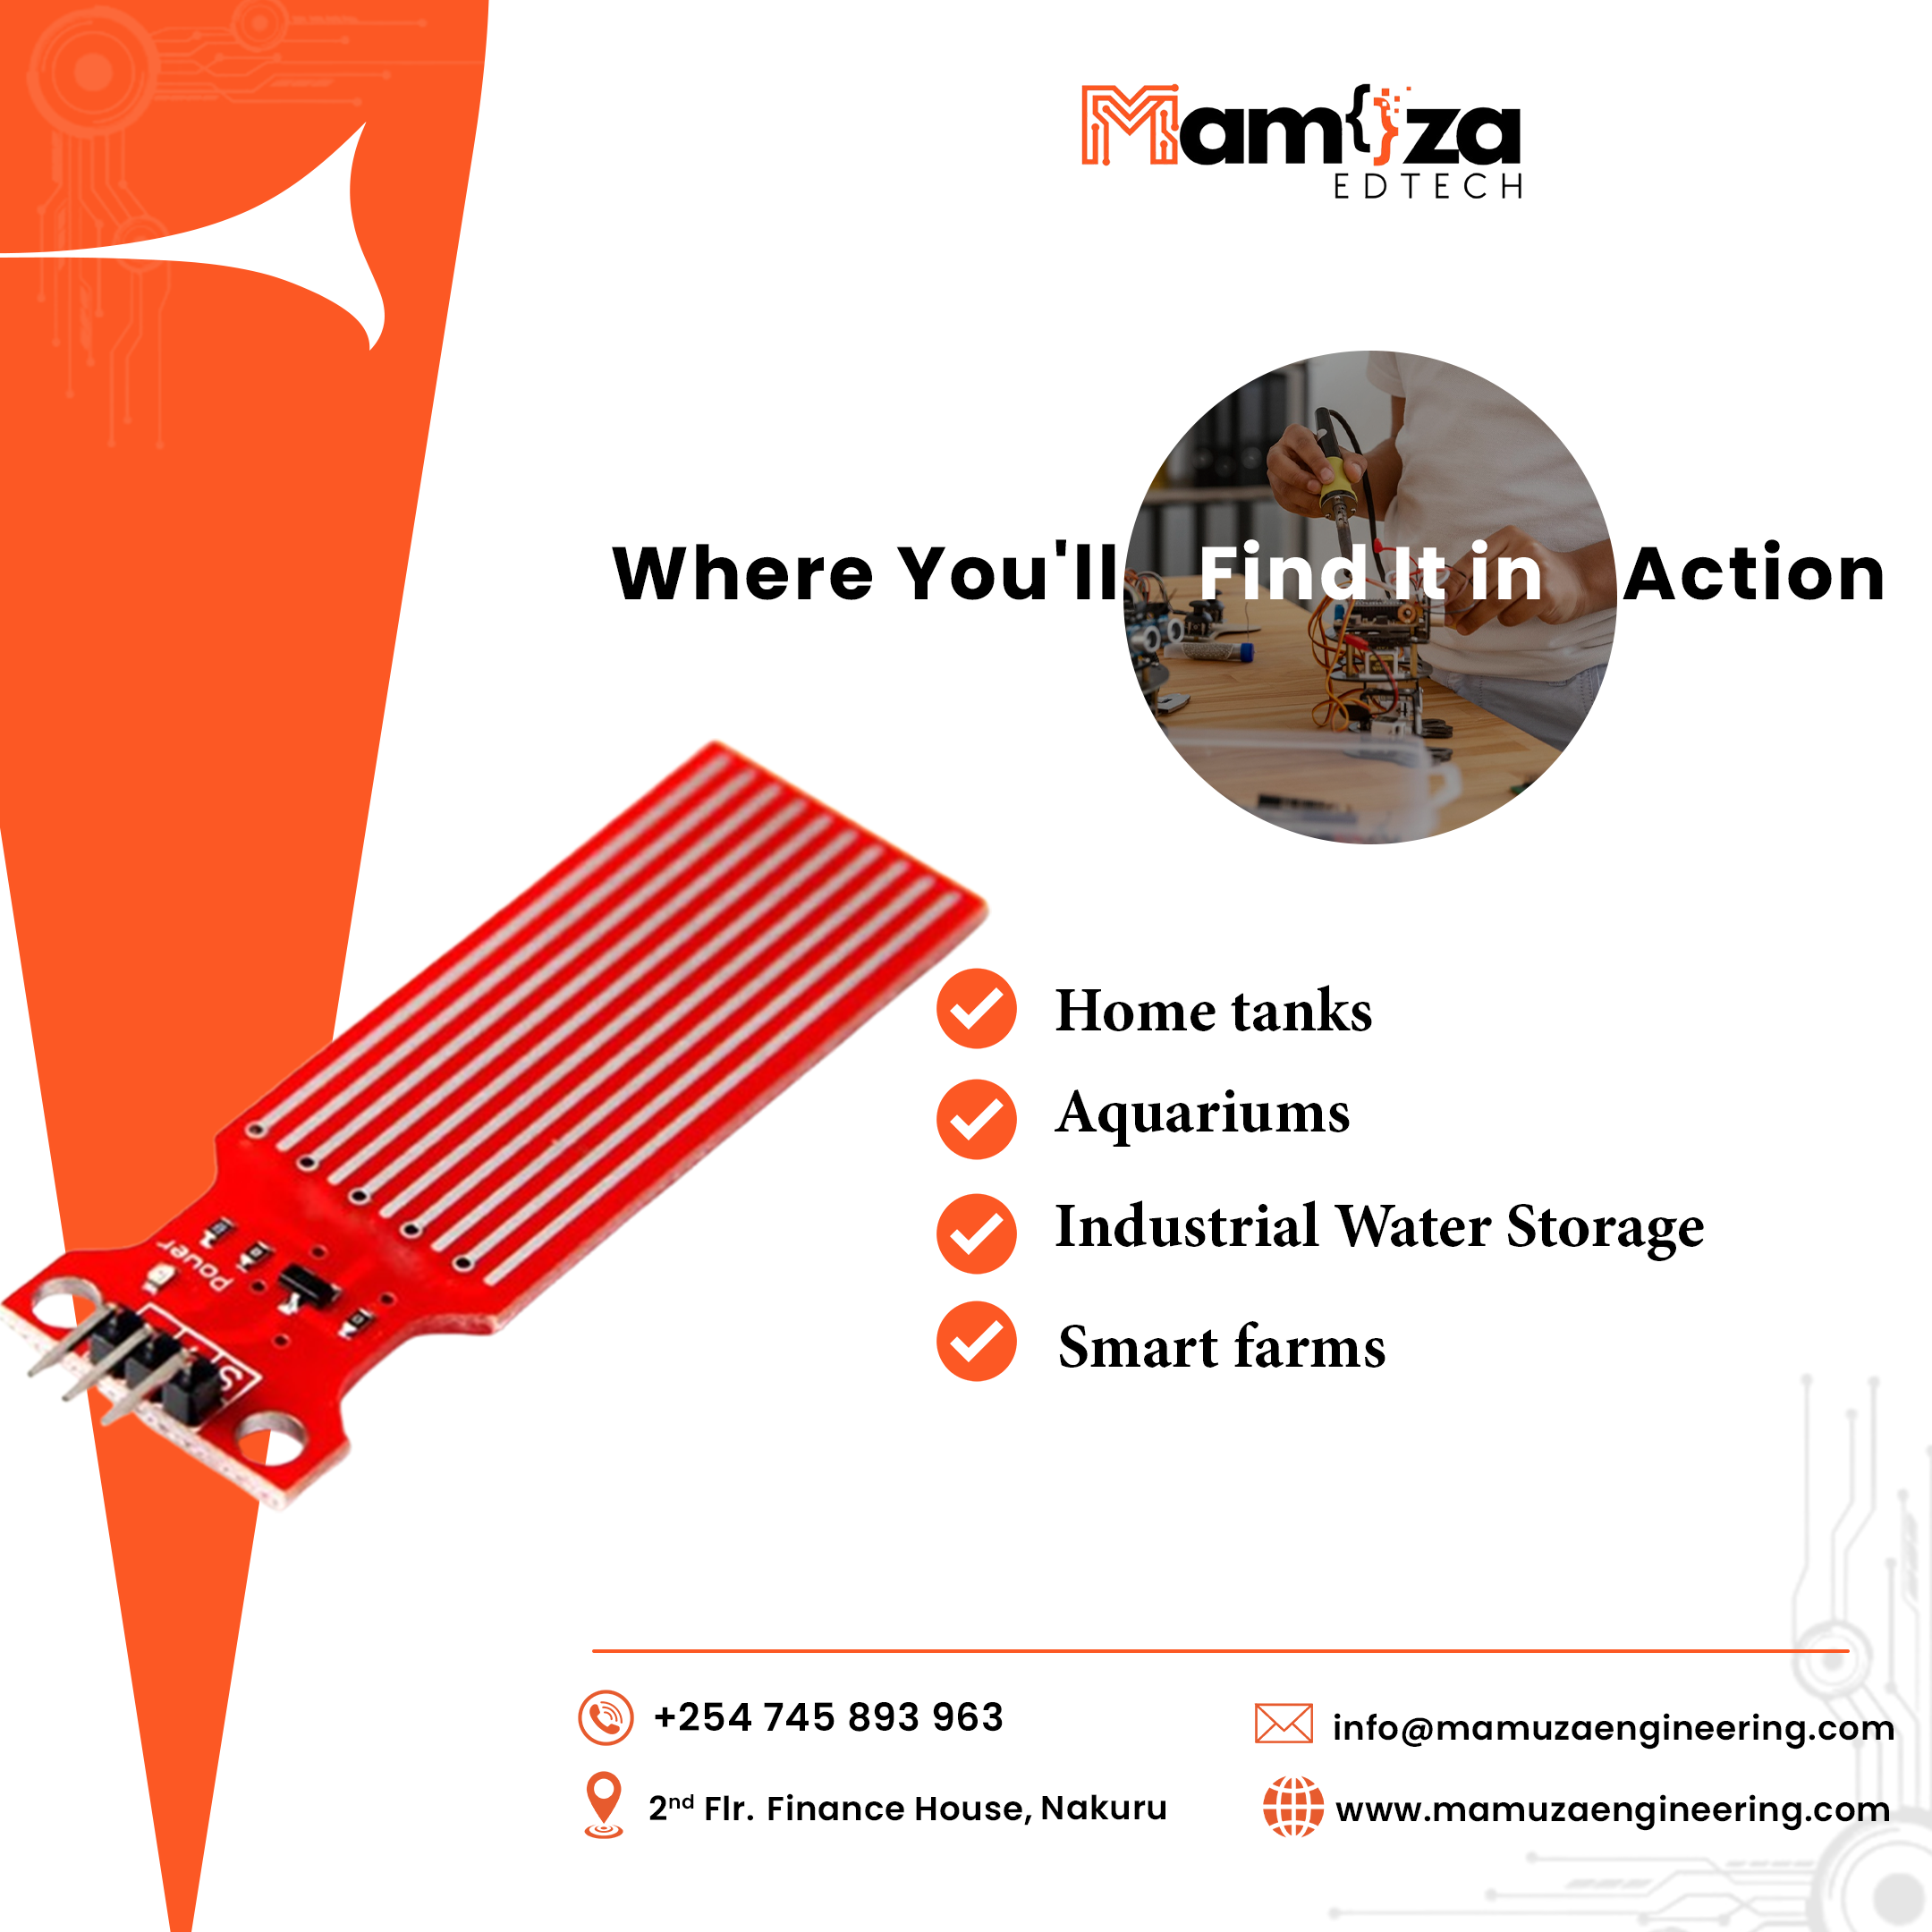 Mam{}za
EDTECH
Where You'll Find It in Action
Home tanks
Aquariums
Industrial Water Storage
Smart farms
Power
S
+254 745 893 963
info@mamuzaengineering.com
2nd Flr. Finance House, Nakuru
www.mamuzaengineering.com